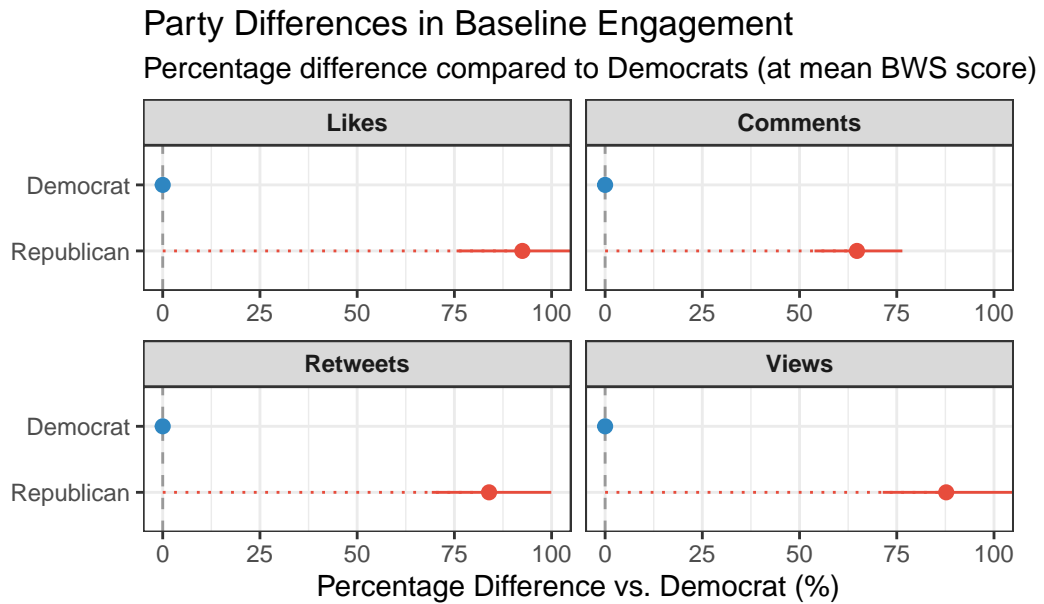 Party Differences in Baseline Engagement
Percentage difference compared to Democrats (at mean BWS score)
Likes
Comments
Democrat
Republican
0 25 50 75 100
0 25 50 75 100
Retweets
Views
Democrat
Republican
0 25 50 75 100
0 25 50 75 100
Percentage Difference vs. Democrat (%)